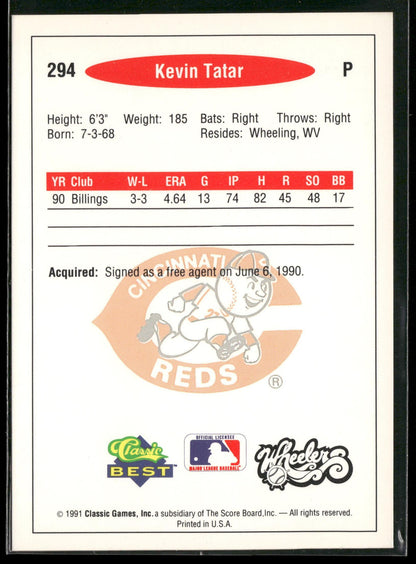 294 Kevin Tatar P
Height: 6'3" Weight: 185 Bats: Right Throws: Right
Born: 7-3-68 Resides: Wheeling, WV
YR Club W-L ERA G IP H R SO BB
90 Billings 3-3 4.64 13 74 82 45 48 17
Acquired: Signed as a free agent on June 6, 1990.
CINCINNATI
REDS ®
Classic
BEST
OFFICIAL LICENSEE
MAJOR LEAGUE BASEBALL
Wheelers
© 1991 Classic Games, Inc. a subsidiary of The Score Board,Inc. — All rights reserved.
Printed in U.S.A.